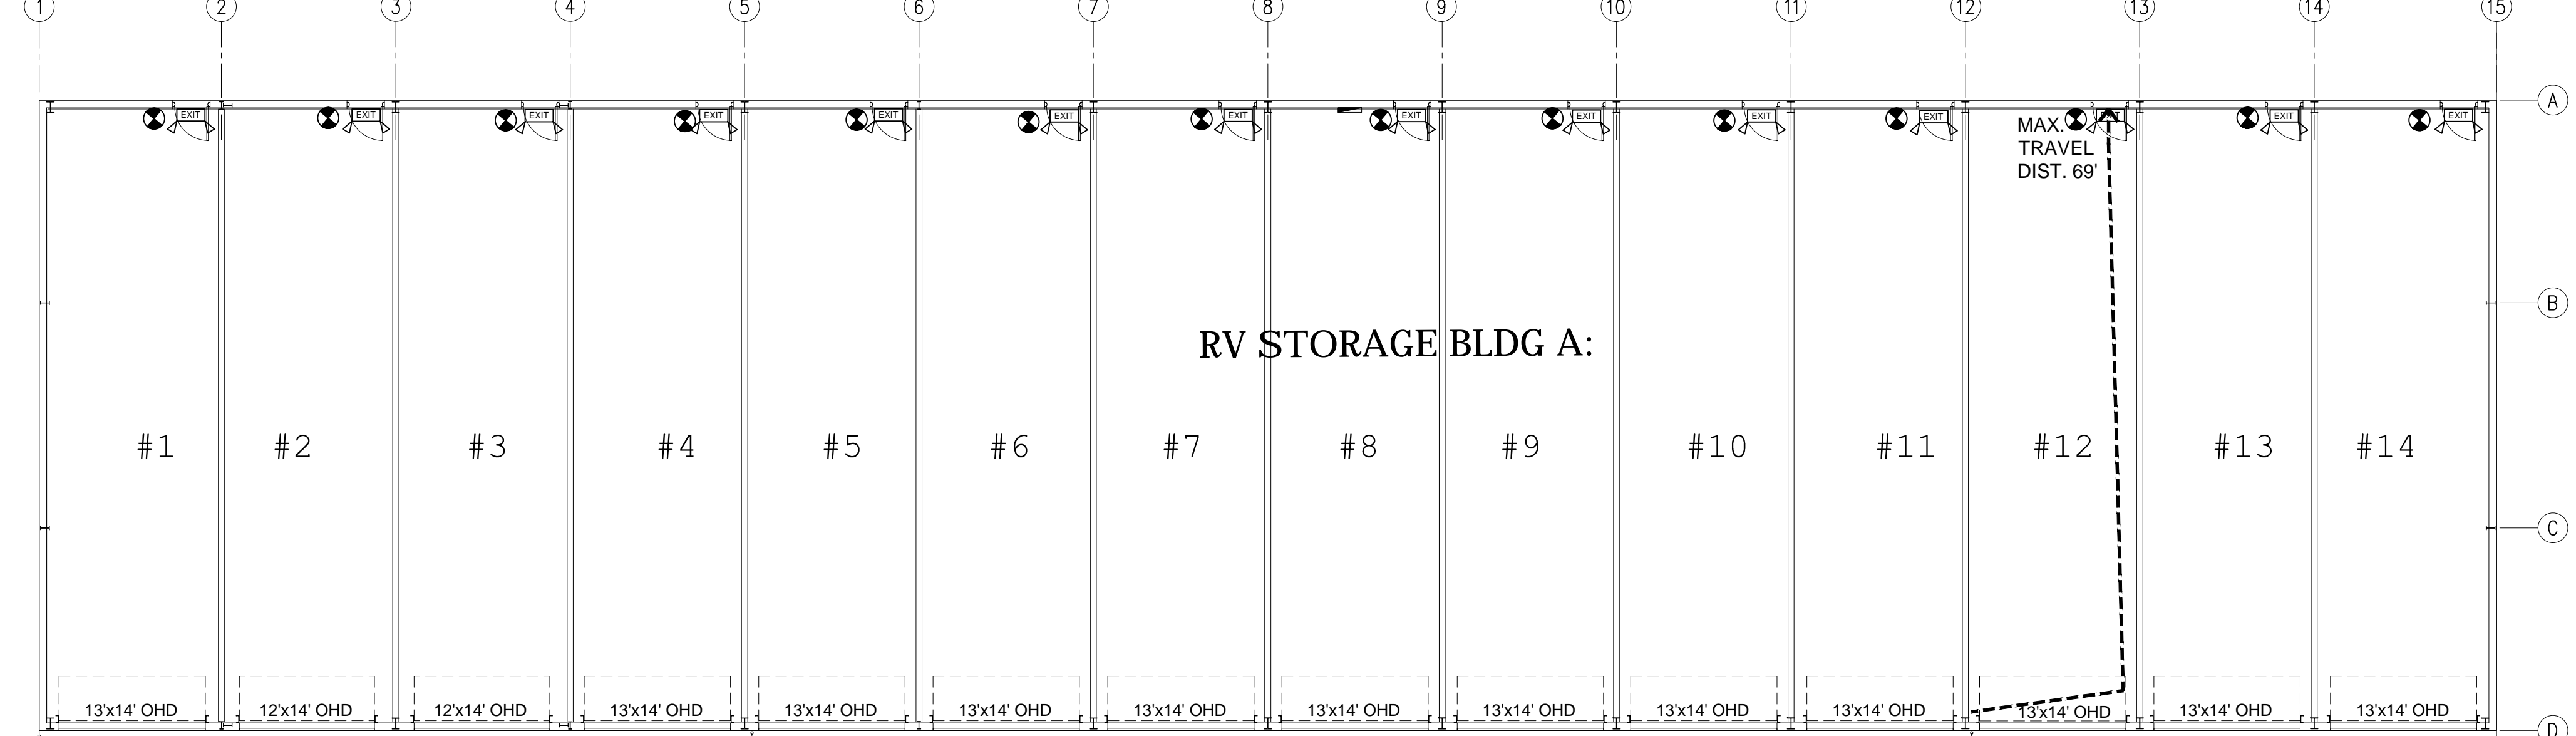 1 2 3 4 5 6 7 8 9 10 11 12 13 14 15
A
EXIT EXIT EXIT EXIT EXIT EXIT EXIT EXIT EXIT EXIT EXIT EXIT EXIT EXIT
MAX.
TRAVEL
DIST. 69'
B
RV STORAGE BLDG A:
#1 #2 #3 #4 #5 #6 #7 #8 #9 #10 #11 #12 #13 #14
C
13'x14' OHD 12'x14' OHD 12'x14' OHD 13'x14' OHD 13'x14' OHD 13'x14' OHD 13'x14' OHD 13'x14' OHD 13'x14' OHD 13'x14' OHD 13'x14' OHD 13'x14' OHD 13'x14' OHD 13'x14' OHD
D